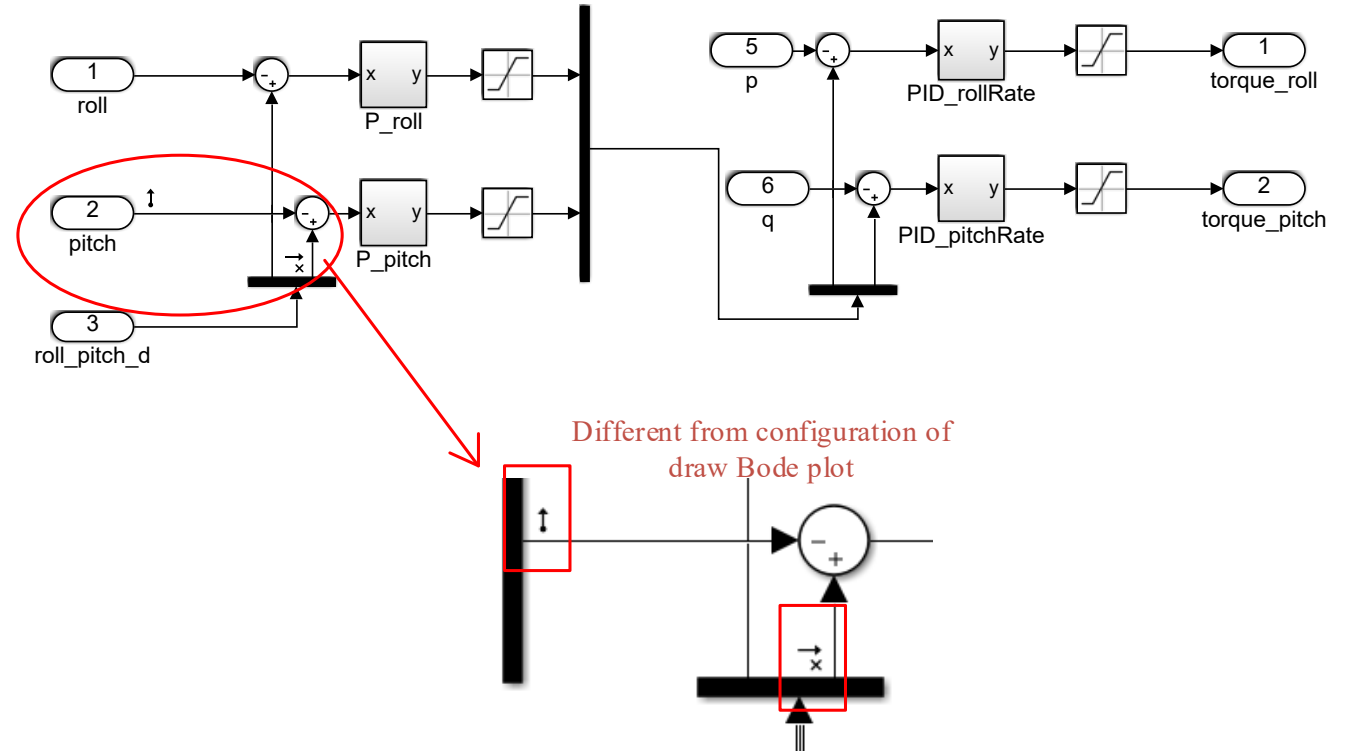 1
roll
2
pitch
3
roll_pitch_d
- +
- +
x y
P_roll
x y
P_pitch
5
p
6
q
- +
- +
x y
PID_rollRate
x y
PID_pitchRate
1
torque_roll
2
torque_pitch
x
Different from configuration of
draw Bode plot
- +
x